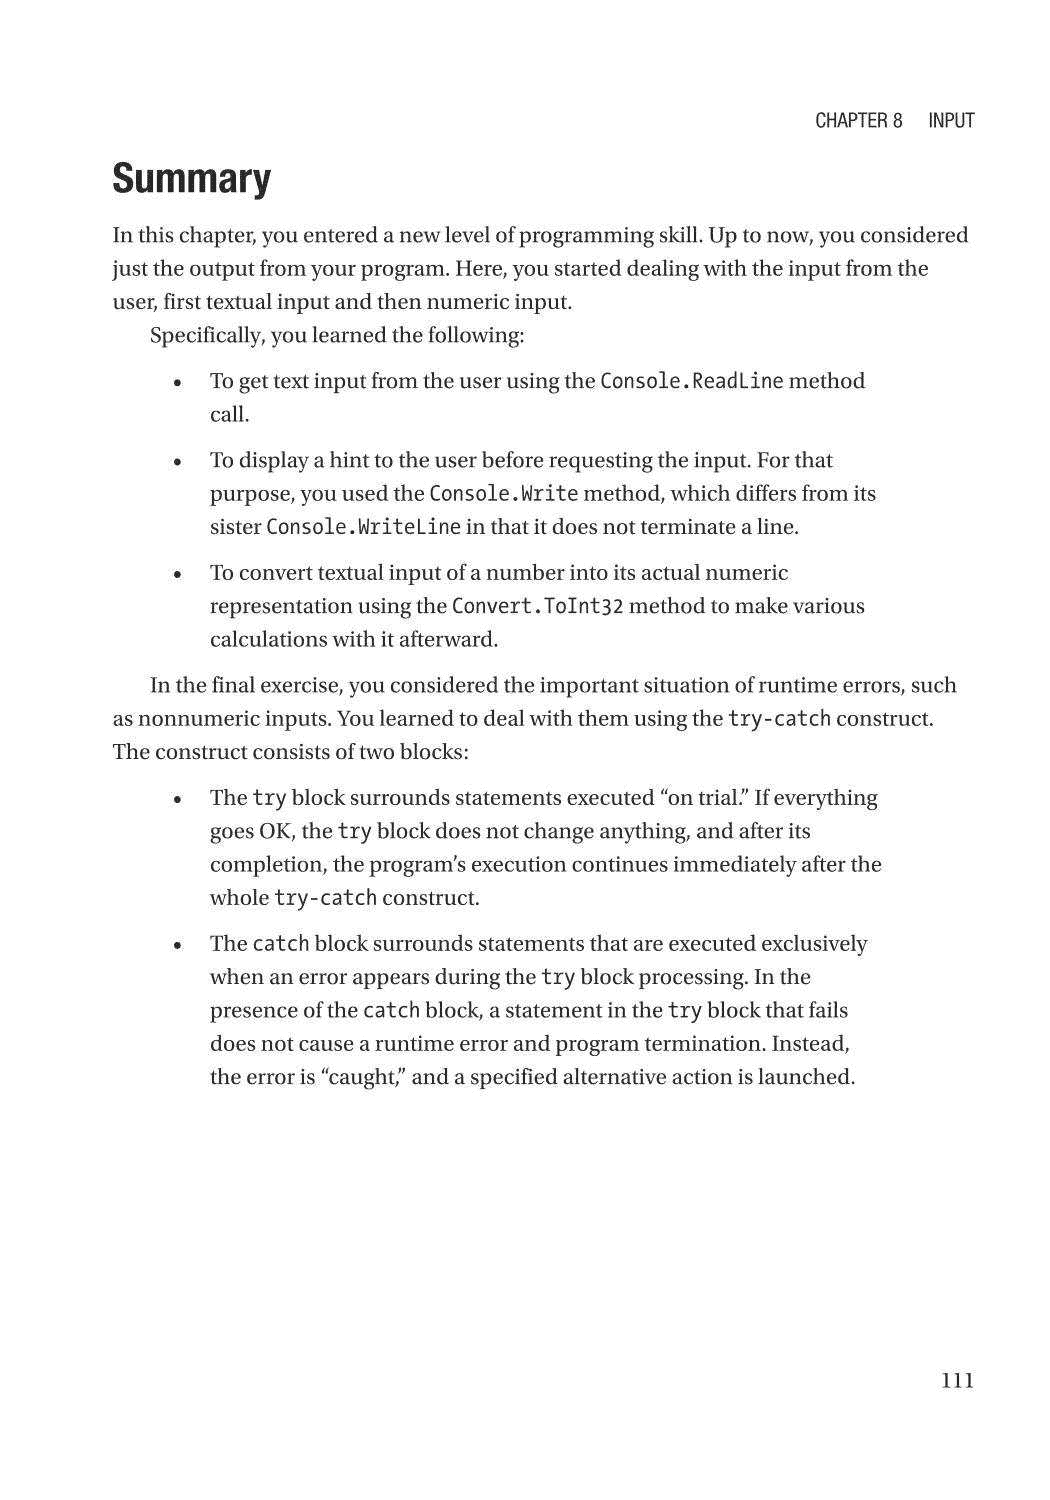 CHAPTER 8 INPUT
Summary
In this chapter, you entered a new level of programming skill. Up to now, you considered
just the output from your program. Here, you started dealing with the input from the
user, first textual input and then numeric input.
Specifically, you learned the following:
• To get text input from the user using the Console.ReadLine method
call.
• To display a hint to the user before requesting the input. For that
purpose, you used the Console.Write method, which differs from its
sister Console.WriteLine in that it does not terminate a line.
• To convert textual input of a number into its actual numeric
representation using the Convert.ToInt32 method to make various
calculations with it afterward.
In the final exercise, you considered the important situation of runtime errors, such
as nonnumeric inputs. You learned to deal with them using the try-catch construct.
The construct consists of two blocks:
• The try block surrounds statements executed “on trial.” If everything
goes OK, the try block does not change anything, and after its
completion, the program’s execution continues immediately after the
whole try-catch construct.
• The catch block surrounds statements that are executed exclusively
when an error appears during the try block processing. In the
presence of the catch block, a statement in the try block that fails
does not cause a runtime error and program termination. Instead,
the error is “caught,” and a specified alternative action is launched.
111